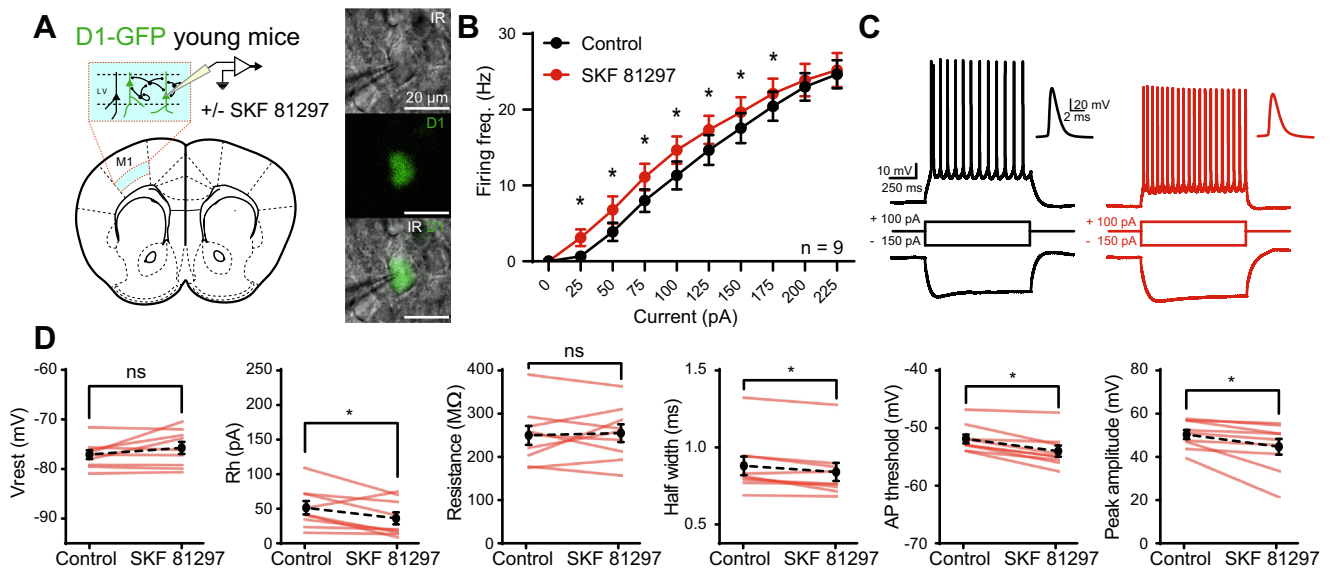 A
D1-GFP young mice
L V
+/- SKF 81297
M1
IR
20 µm
D1
IR D1
B
Firing freq. (Hz)
30
20
10
0
Control
SKF 81297
* * * * * * *
n = 9
0 25 50 75 100 125 150 175 200 225
Current (pA)
C
20 mV
2 ms
10 mV
250 ms
+ 100 pA
- 150 pA
+ 100 pA
- 150 pA
D
Vrest (mV)
-60
-70
-80
-90
ns
Control SKF 81297
Rh (pA)
250
200
150
100
50
0
*
Control SKF 81297
Resistance (MΩ)
400
300
200
100
0
ns
Control SKF 81297
Half width (ms)
1.5
1.0
0.5
*
Control SKF 81297
AP threshold (mV)
-40
-50
-60
-70
*
Control SKF 81297
Peak amplitude (mV)
80
60
40
20
0
*
Control SKF 81297